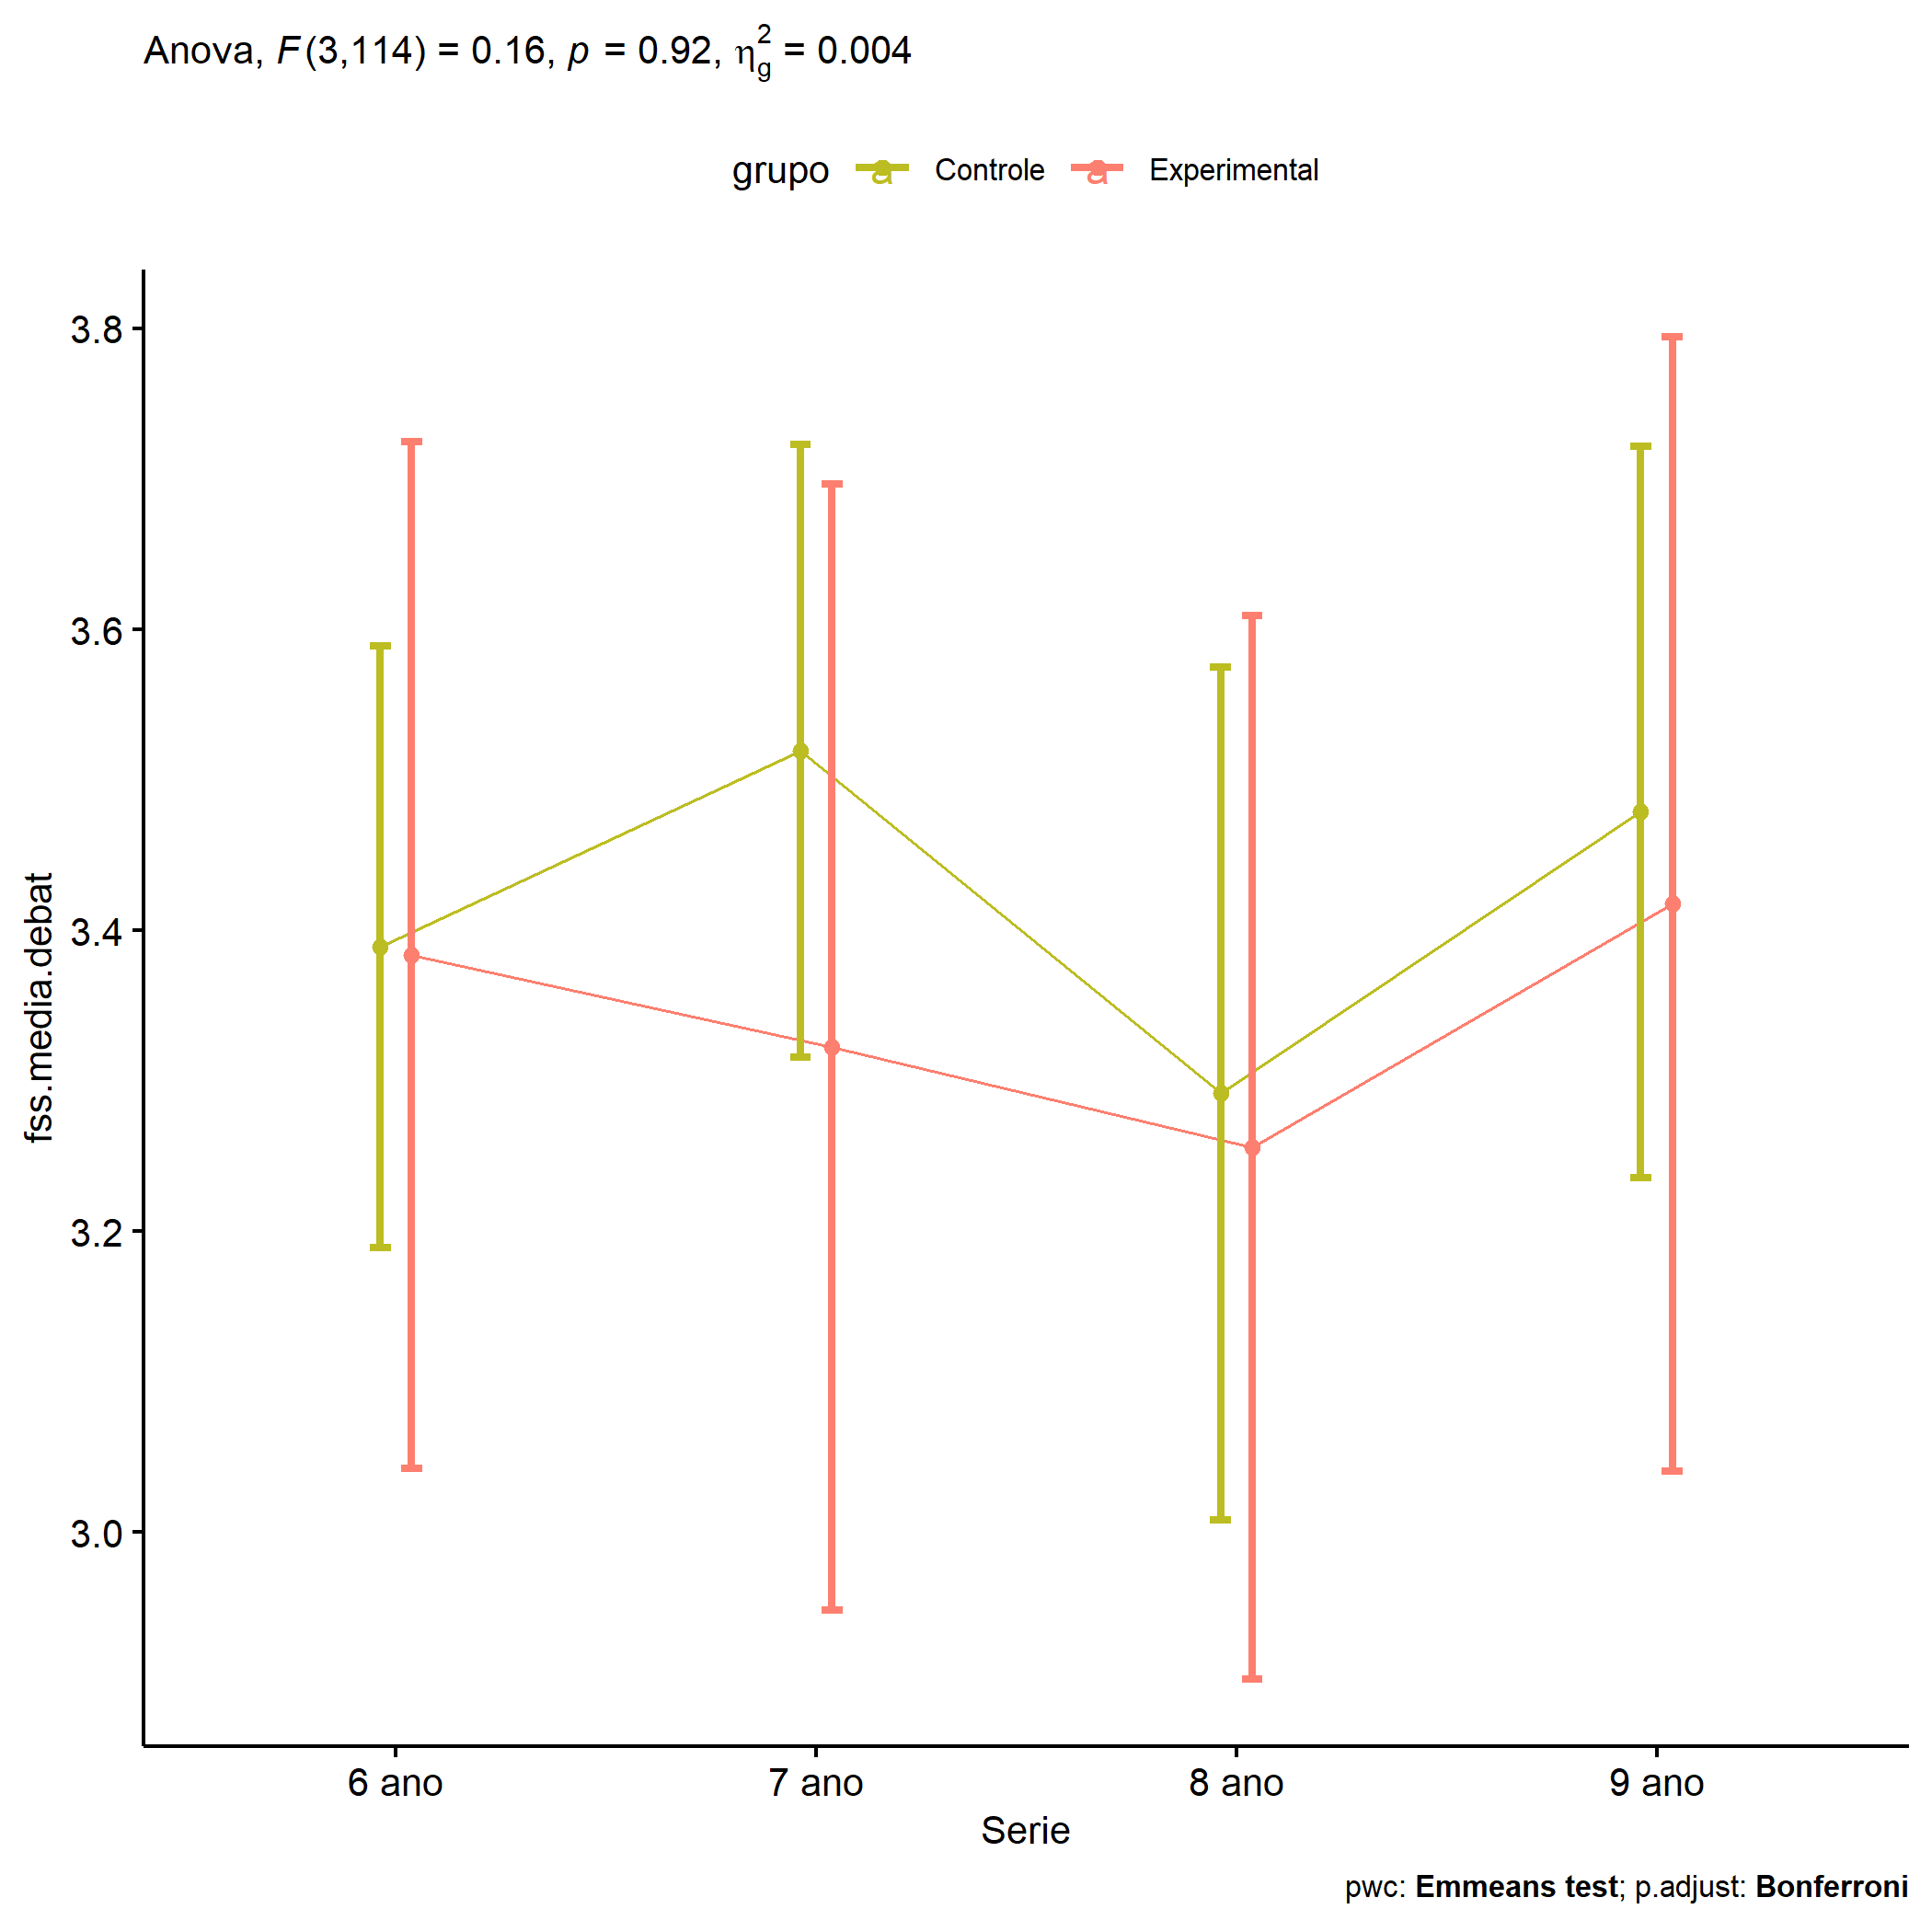 Anova, F(3,114) = 0.16, p = 0.92, η²g = 0.004
grupo a Controle a Experimental
3.8
3.6
3.4
3.2
3.0
fss.media.debat
6 ano 7 ano 8 ano 9 ano
Serie
pwc: Emmeans test; p.adjust: Bonferroni